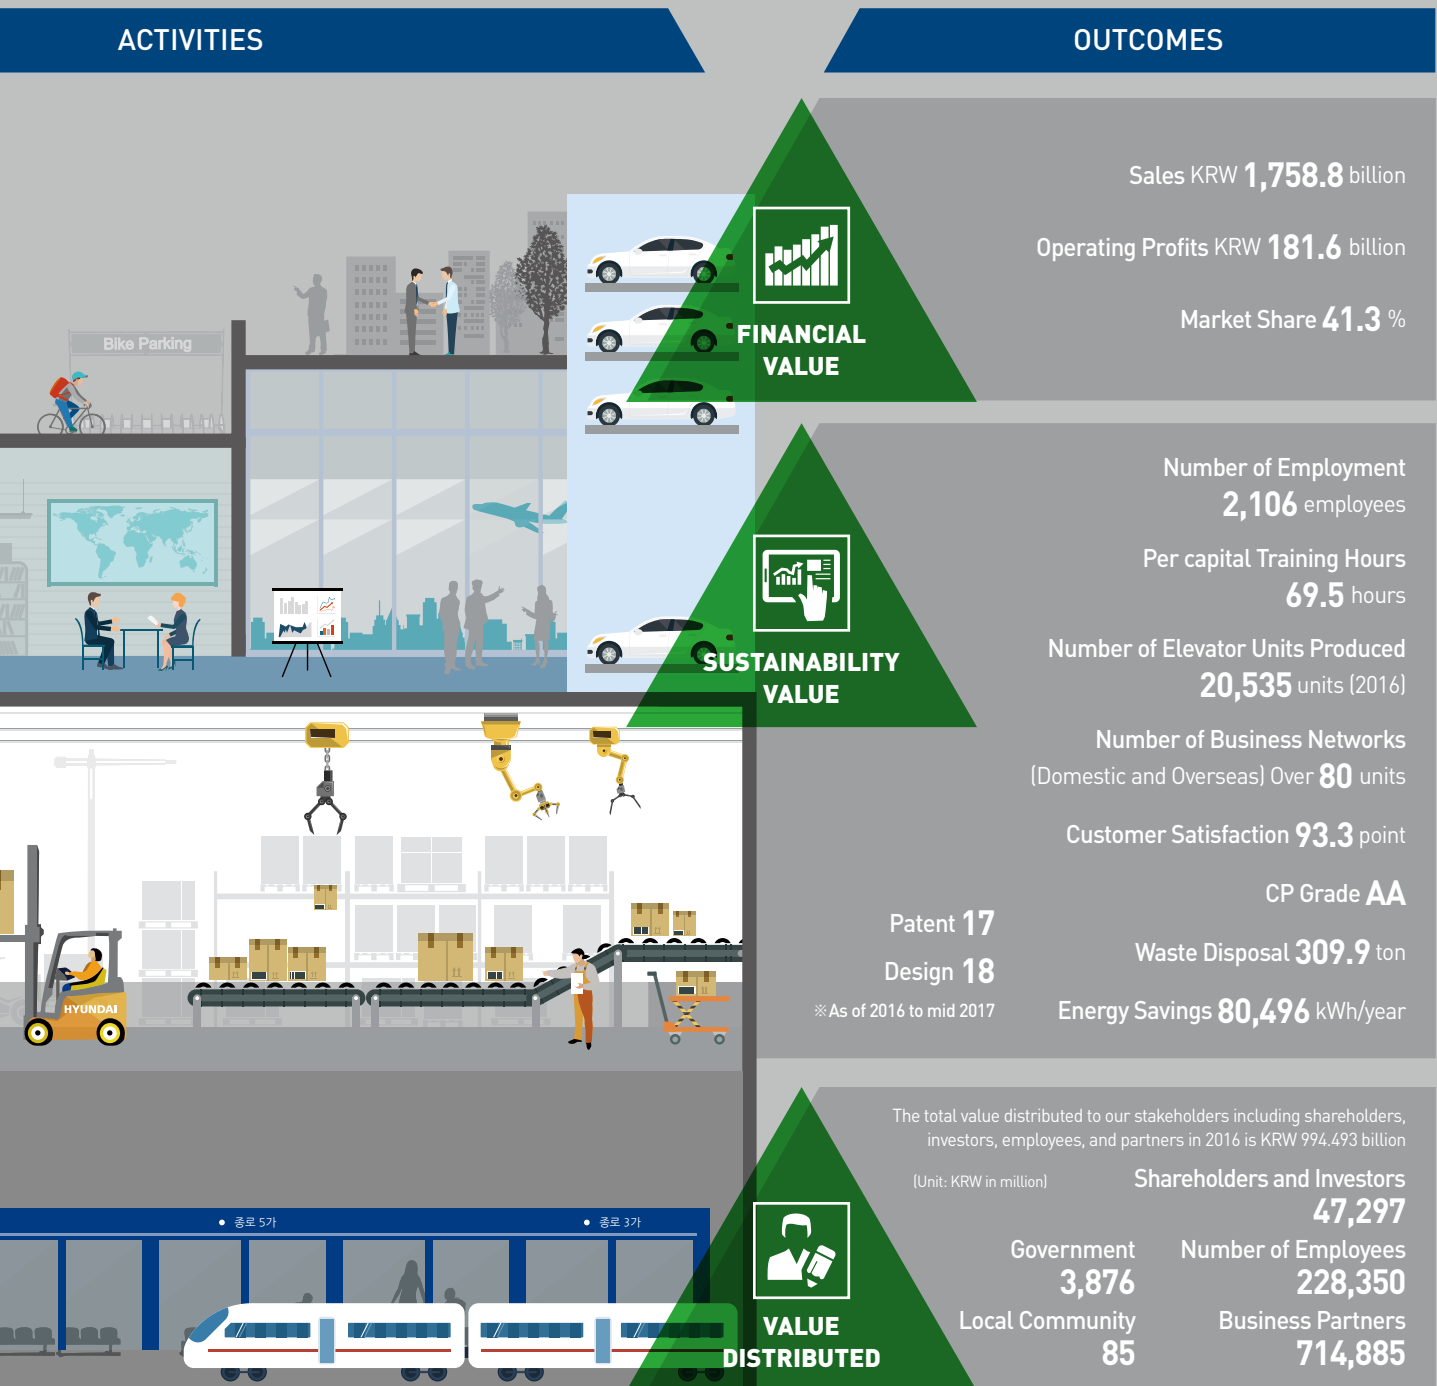 ACTIVITIES
OUTCOMES
Bike Parking
HYUNDAI
종로 5가
종로 3가
FINANCIAL
VALUE
Sales KRW 1,758.8 billion
Operating Profits KRW 181.6 billion
Market Share 41.3 %
SUSTAINABILITY
VALUE
Number of Employment
2,106 employees
Per capital Training Hours
69.5 hours
Number of Elevator Units Produced
20,535 units (2016)
Number of Business Networks
(Domestic and Overseas) Over 80 units
Customer Satisfaction 93.3 point
CP Grade AA
Waste Disposal 309.9 ton
Energy Savings 80,496 kWh/year
Patent 17
Design 18
※As of 2016 to mid 2017
VALUE
DISTRIBUTED
The total value distributed to our stakeholders including shareholders,
investors, employees, and partners in 2016 is KRW 994.493 billion
(Unit: KRW in million)
Shareholders and Investors
47,297
Government
3,876
Number of Employees
228,350
Local Community
85
Business Partners
714,885